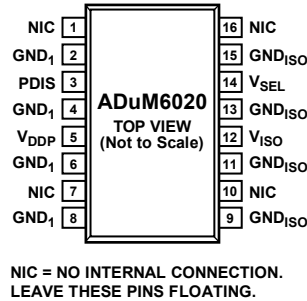 NIC 1 16 NIC
GND1 2 15 GNDISO
PDIS 3 14 VSEL
GND1 4 ADuM6020 13 GNDISO
VDDP 5 TOP VIEW 12 VISO
(Not to Scale)
GND1 6 11 GNDISO
NIC 7 10 NIC
GND1 8 9 GNDISO
NIC = NO INTERNAL CONNECTION.
LEAVE THESE PINS FLOATING.